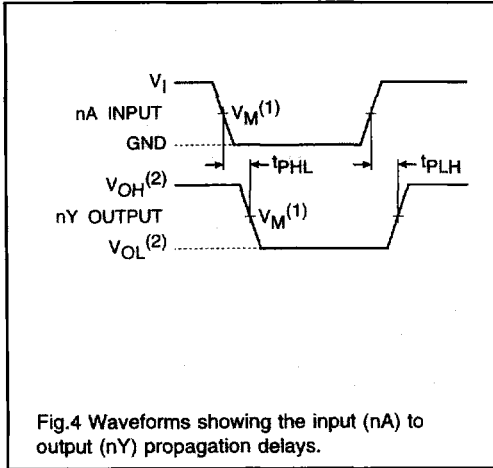 V_I
nA INPUT V_M(1)
GND
t_PHL t_PLH
V_OH(2)
nY OUTPUT V_M(1)
V_OL(2)
Fig.4 Waveforms showing the input (nA) to
output (nY) propagation delays.